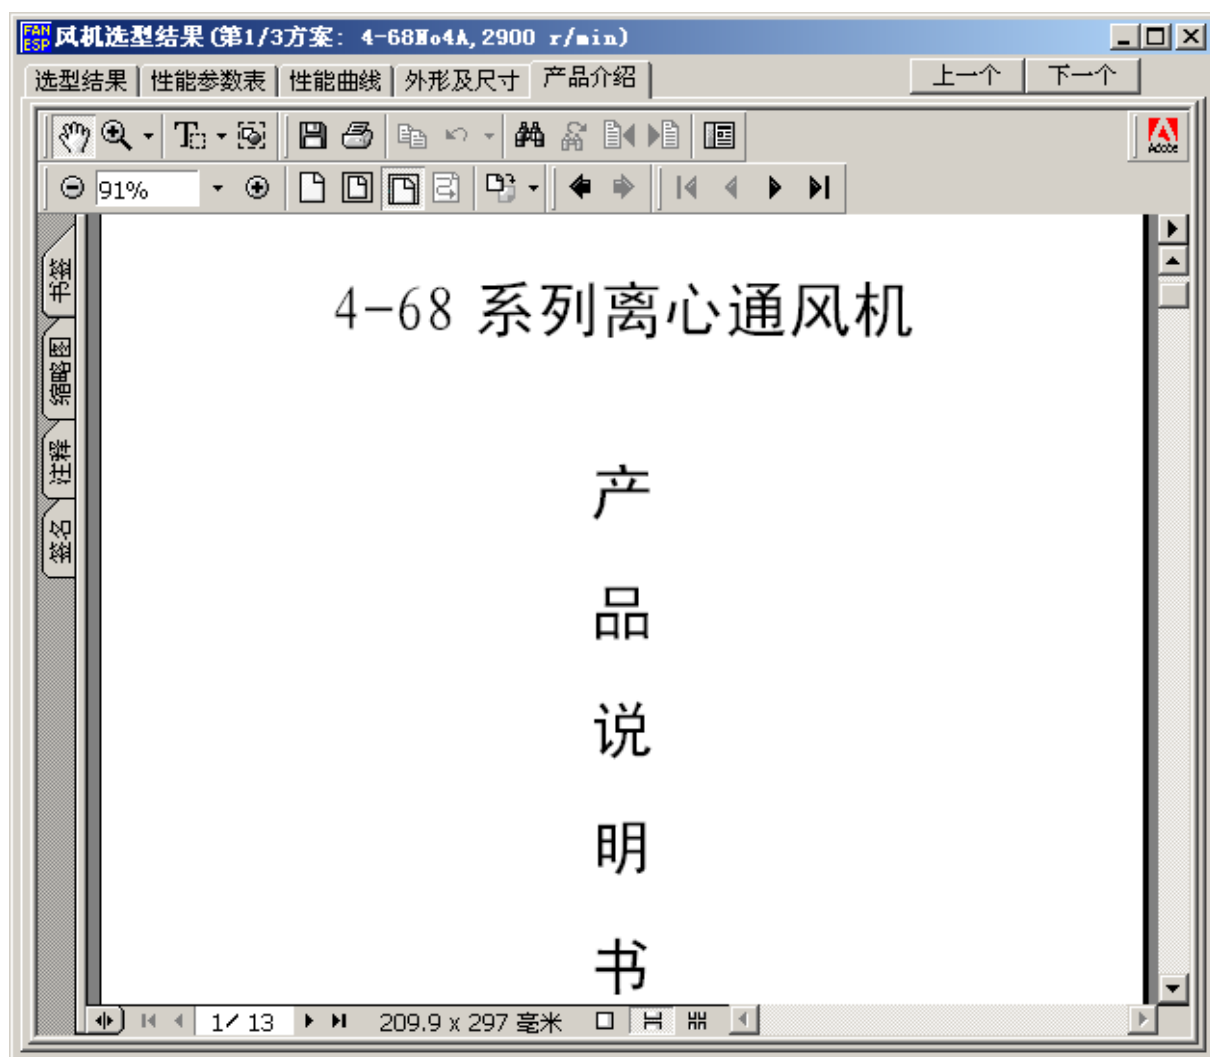 FAN
ESP
风机选型结果(第1/3方案: 4-68No4A,2900 r/min)
选型结果 性能参数表 性能曲线 外形及尺寸 产品介绍 上一个 下一个
Adobe
91%
书签
缩略图
注释
签名
4-68 系列离心通风机
产
品
说
明
书
1/ 13 209.9 x 297 毫米